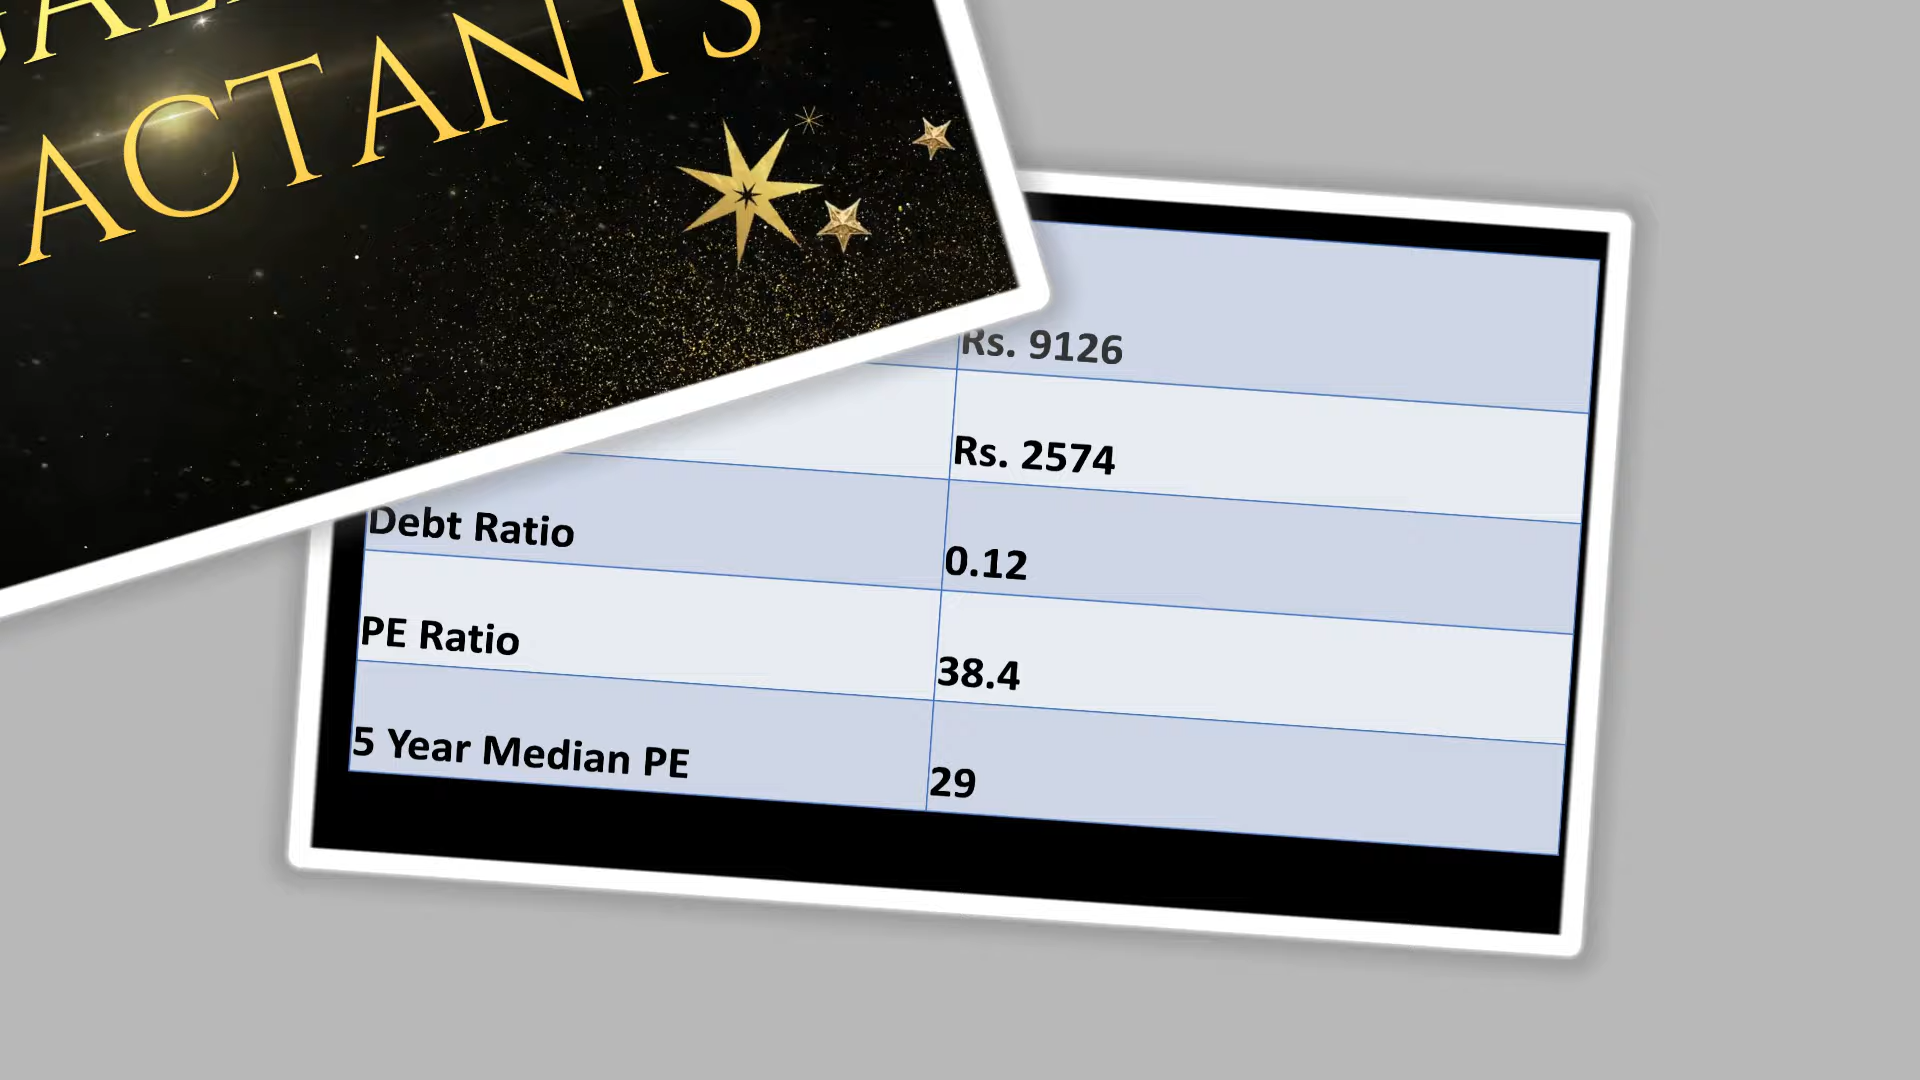 ACTANTS
Rs. 9126
Rs. 2574
Debt Ratio 0.12
PE Ratio 38.4
5 Year Median PE 29